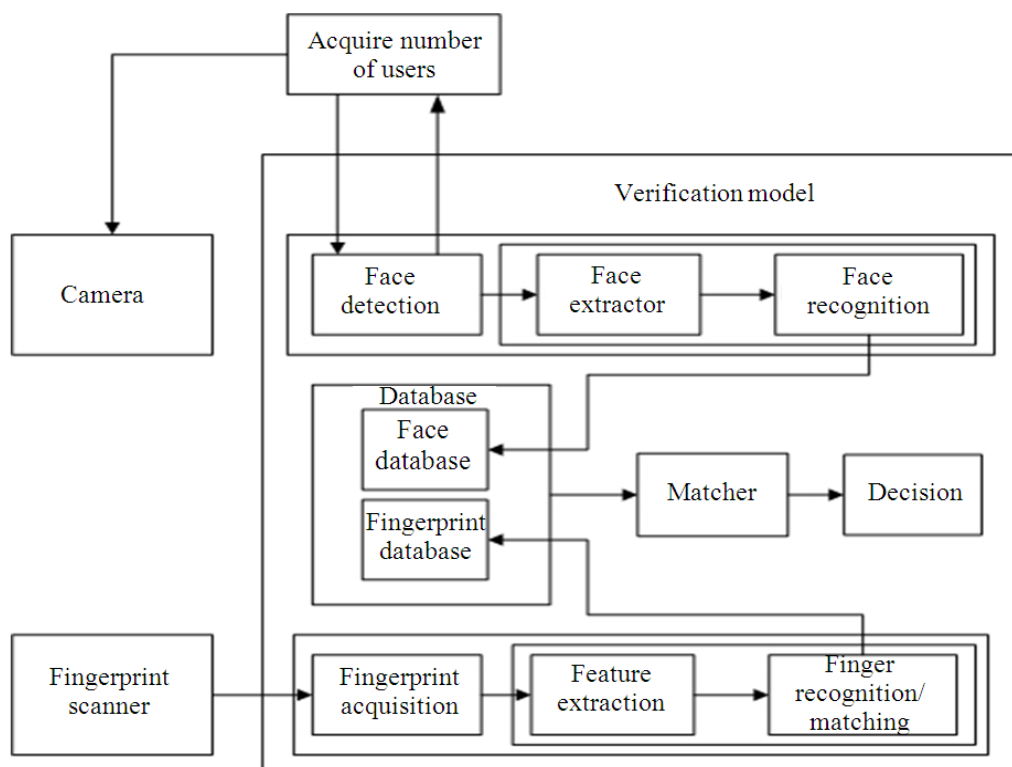 Acquire number
of users
Verification model
Camera
Face
detection
Face
extractor
Face
recognition
Database
Face
database
Fingerprint
database
Matcher
Decision
Fingerprint
scanner
Fingerprint
acquisition
Feature
extraction
Finger
recognition/
matching